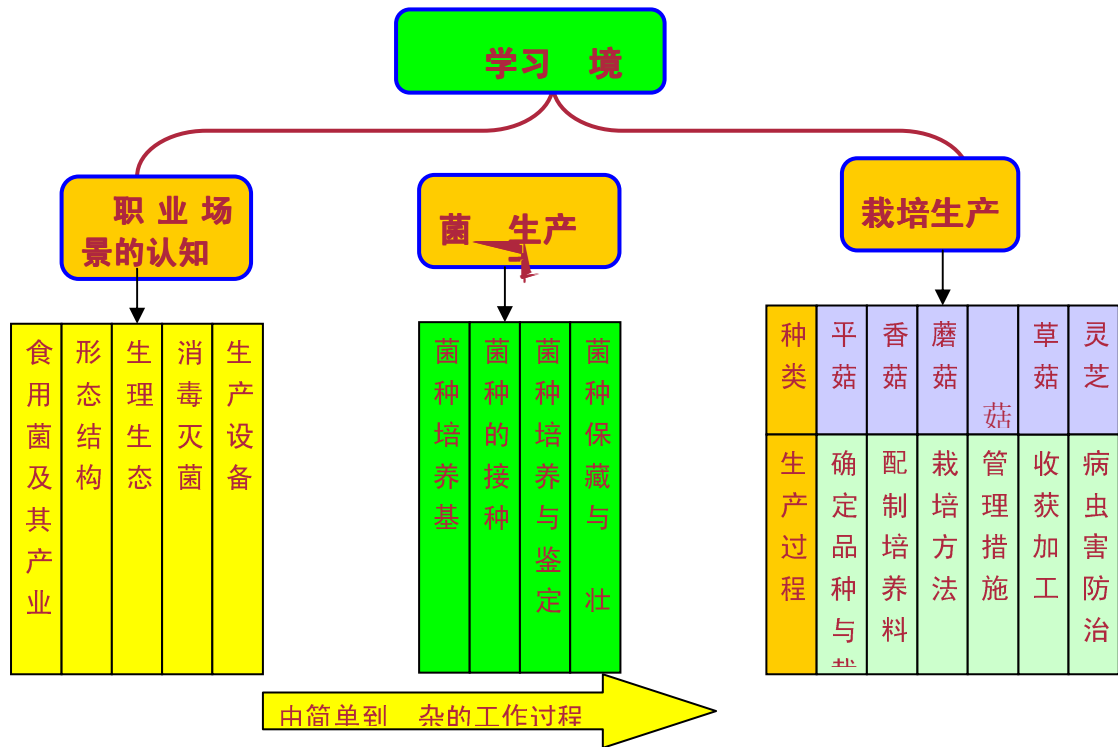 学习 境
职 业 场
景的认知
菌 生产
栽培生产
食用菌及其产业
形态结构
生理生态
消毒灭菌
生产设备
菌种培养基
菌种的接种
菌种培养与鉴定
菌种保藏与 壮
种类
平菇
香菇
蘑菇
菇
草菇
灵芝
生产过程
确定品种与栽
配制培养料
栽培方法
管理措施
收获加工
病虫害防治
由简单到 杂的工作过程